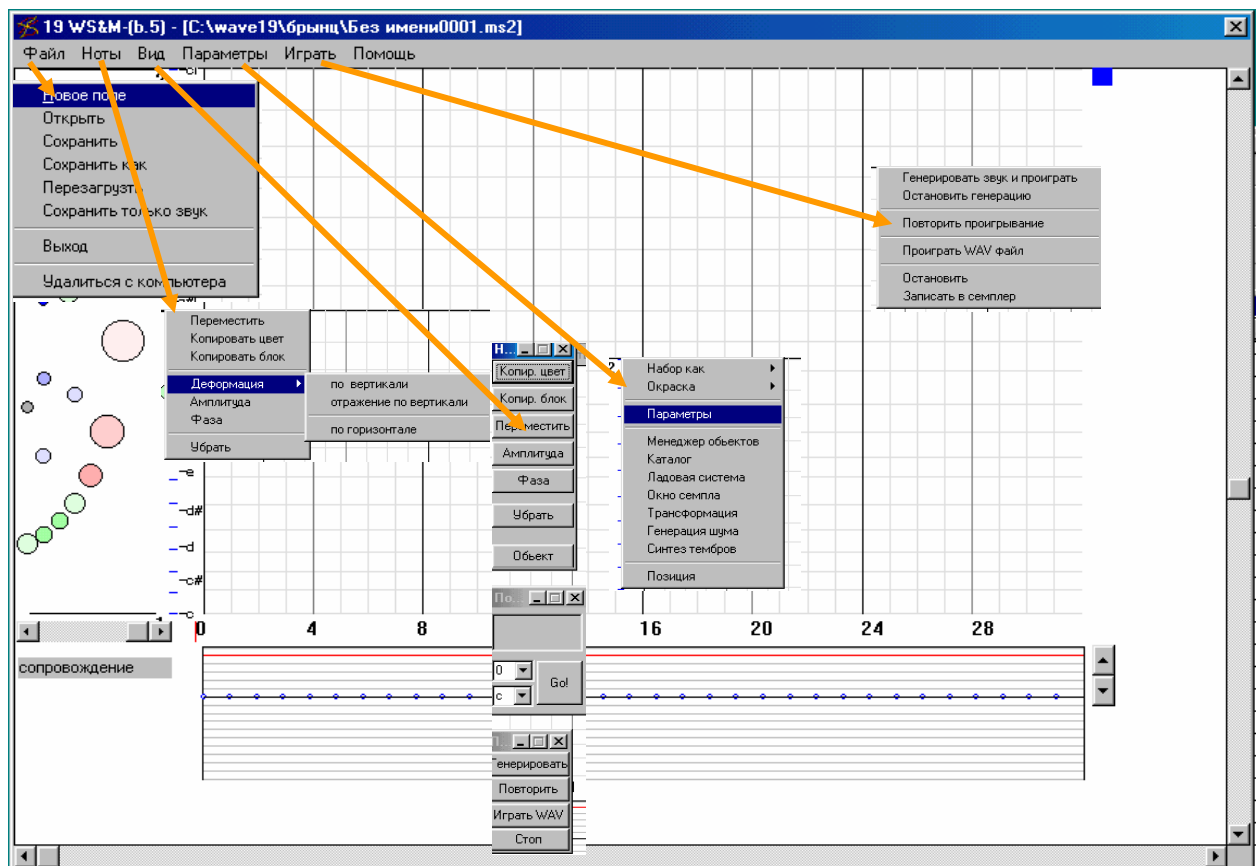 19 WS&M-(b.5) - [C:\wave19\брынц\Без имени0001.ms2]
Файл Ноты Вид Параметры Играть Помощь
Новое поле
Открыть
Сохранить
Сохранить как
Перезагрузть
Сохранить только звук
Выход
Удалиться с компьютера
Генерировать звук и проиграть
Остановить генерацию
Повторить проигрывание
Проиграть WAV файл
Остановить
Записать в семплер
Переместить
Копировать цвет
Копировать блок
Деформация
Амплитуда
Фаза
Убрать
по вертикали
отражение по вертикали
по горизонтале
Н...
Копир. цвет
Копир. блок
Переместить
Амплитуда
Фаза
Убрать
Обьект
Набор как
Окраска
Параметры
Менеджер обьектов
Каталог
Ладовая система
Окно семпла
Трансформация
Генерация шума
Синтез тембров
Позиция
e
d#
d
c#
c
По...
0
c
Go!
0 4 8 16 20 24 28
сопровождение
П...
Генерировать
Повторить
Играть WAV
Стоп